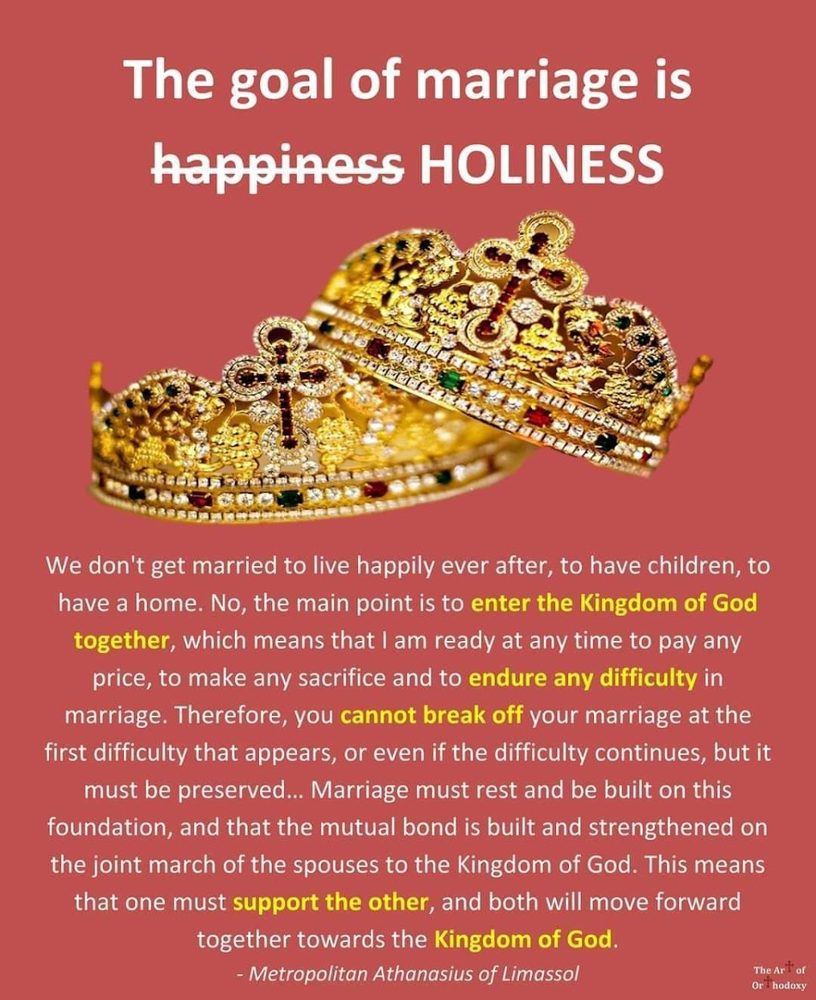 The goal of marriage is
happiness HOLINESS
We don't get married to live happily ever after, to have children, to
have a home. No, the main point is to enter the Kingdom of God
together, which means that I am ready at any time to pay any
price, to make any sacrifice and to endure any difficulty in
marriage. Therefore, you cannot break off your marriage at the
first difficulty that appears, or even if the difficulty continues, but it
must be preserved... Marriage must rest and be built on this
foundation, and that the mutual bond is built and strengthened on
the joint march of the spouses to the Kingdom of God. This means
that one must support the other, and both will move forward
together towards the Kingdom of God.
- Metropolitan Athanasius of Limassol
The Art of
Orthodoxy